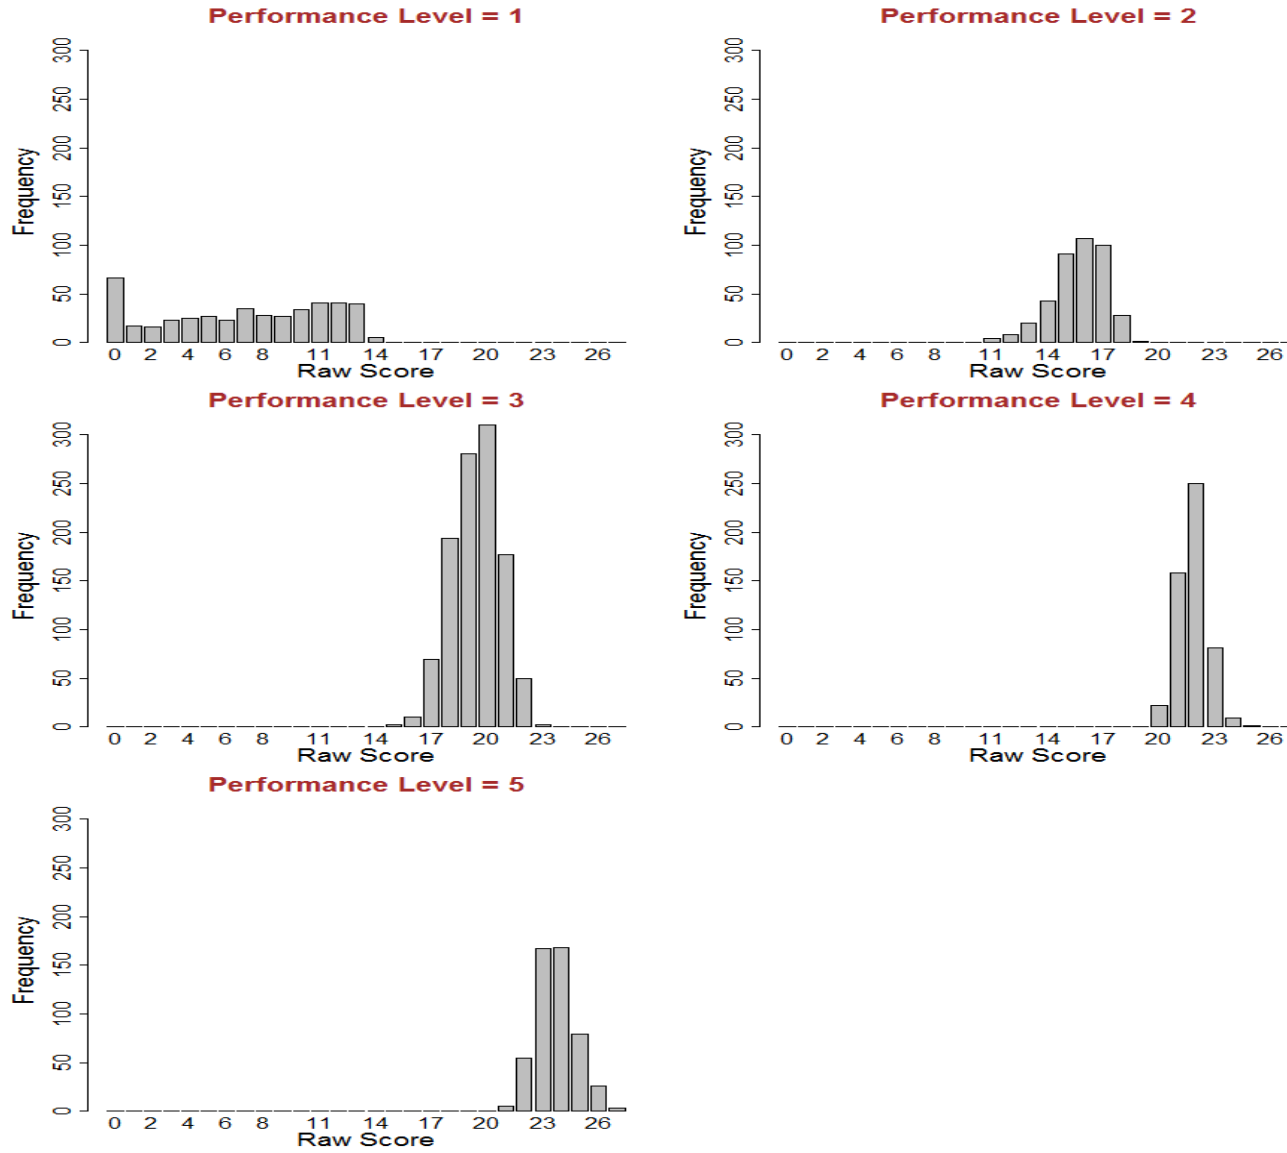 Performance Level = 1
Frequency
300
250
200
150
100
50
0
0 2 4 6 8 11 14 17 20 23 26
Raw Score
Performance Level = 2
Frequency
300
250
200
150
100
50
0
0 2 4 6 8 11 14 17 20 23 26
Raw Score
Performance Level = 3
Frequency
300
250
200
150
100
50
0
0 2 4 6 8 11 14 17 20 23 26
Raw Score
Performance Level = 4
Frequency
300
250
200
150
100
50
0
0 2 4 6 8 11 14 17 20 23 26
Raw Score
Performance Level = 5
Frequency
300
250
200
150
100
50
0
0 2 4 6 8 11 14 17 20 23 26
Raw Score